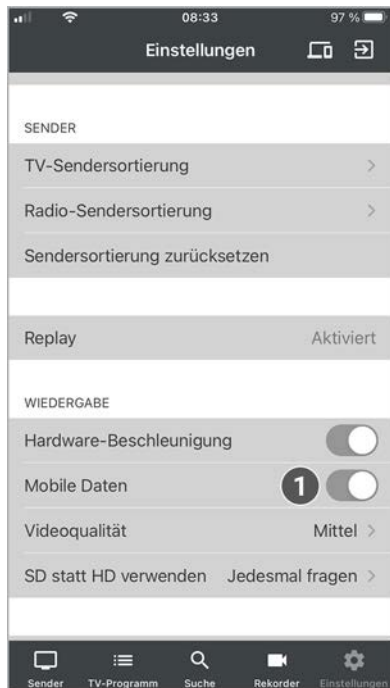 08:33 97 %
Einstellungen
SENDER
TV-Sendersortierung
Radio-Sendersortierung
Sendersortierung zurücksetzen
Replay Aktiviert
WIEDERGABE
Hardware-Beschleunigung
Mobile Daten 1
Videoqualität Mittel
SD statt HD verwenden Jedesmal fragen
Sender TV-Programm Suche Rekorder Einstellungen